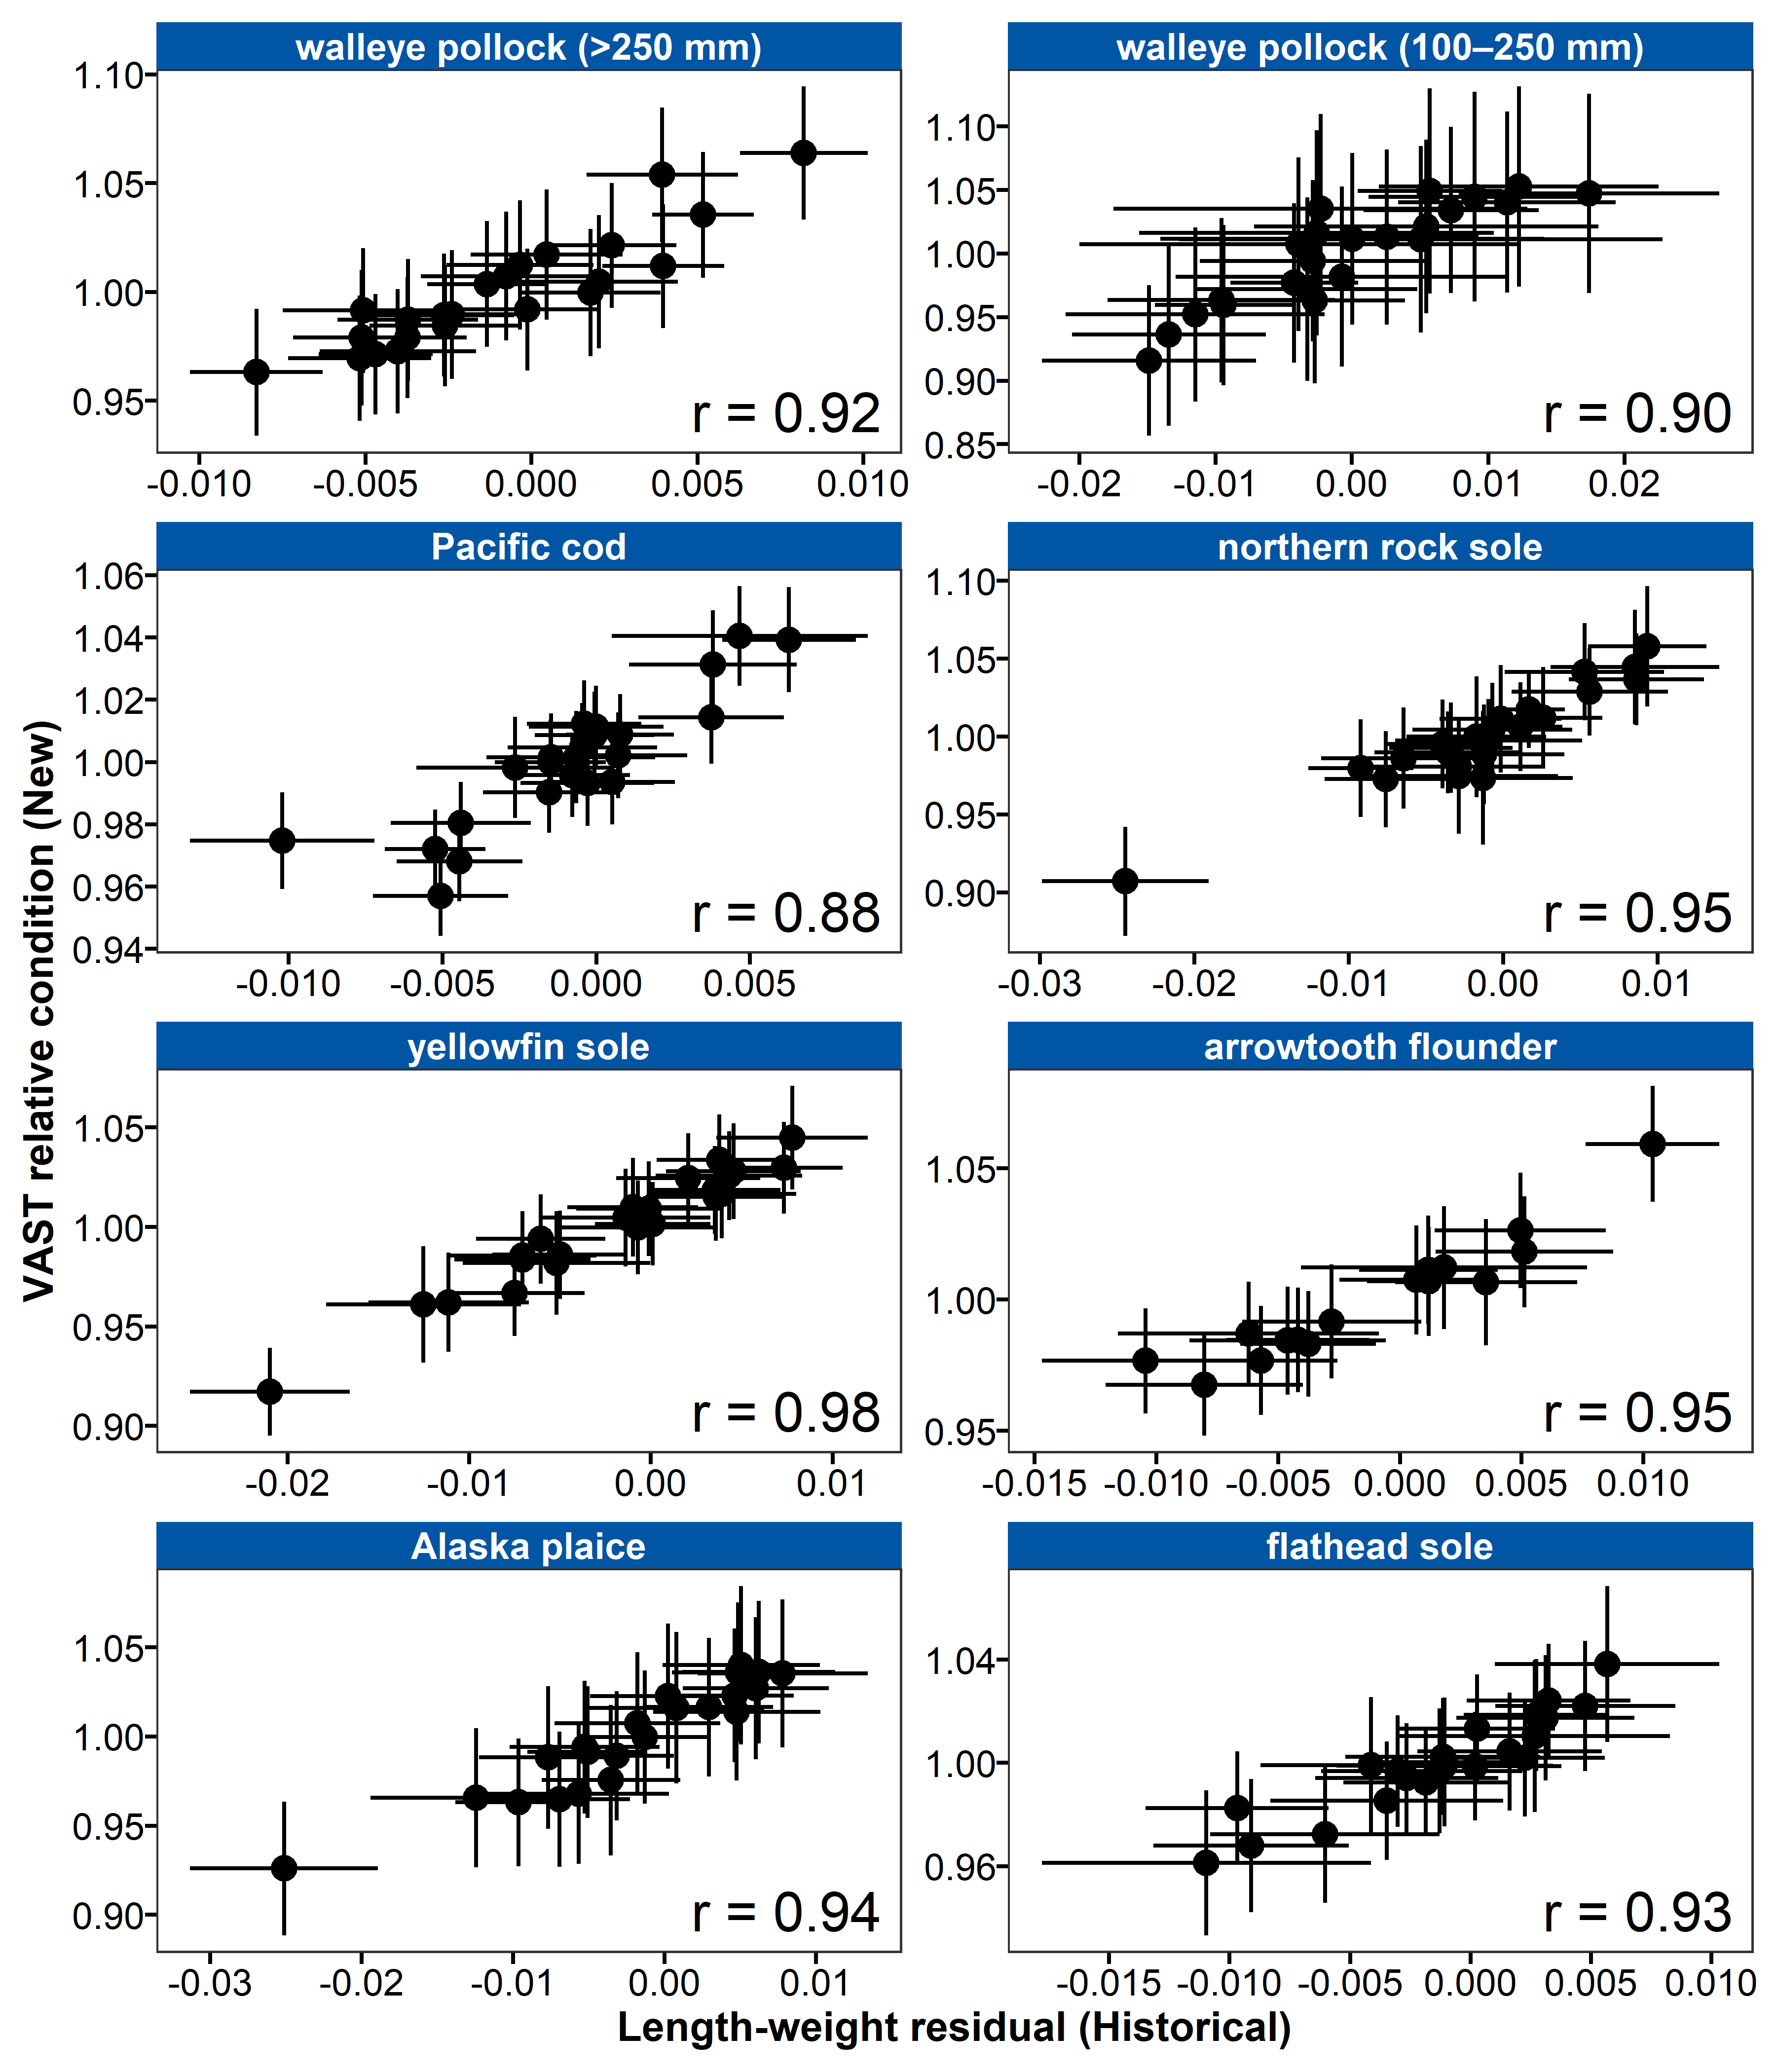 walleye pollock (>250 mm)
walleye pollock (100–250 mm)
1.10
1.05
1.00
0.95
r = 0.92
-0.010 -0.005 0.000 0.005 0.010
1.10
1.05
1.00
0.95
0.90
0.85
r = 0.90
-0.02 -0.01 0.00 0.01 0.02
Pacific cod
northern rock sole
1.06
1.04
1.02
1.00
0.98
0.96
0.94
r = 0.88
-0.010 -0.005 0.000 0.005
1.10
1.05
1.00
0.95
0.90
r = 0.95
-0.03 -0.02 -0.01 0.00 0.01
VAST relative condition (New)
yellowfin sole
arrowtooth flounder
1.05
1.00
0.95
0.90
r = 0.98
-0.02 -0.01 0.00 0.01
1.05
1.00
0.95
r = 0.95
-0.015 -0.010 -0.005 0.000 0.005 0.010
Alaska plaice
flathead sole
1.05
1.00
0.95
0.90
r = 0.94
-0.03 -0.02 -0.01 0.00 0.01
1.04
1.00
0.96
r = 0.93
-0.015 -0.010 -0.005 0.000 0.005 0.010
Length-weight residual (Historical)